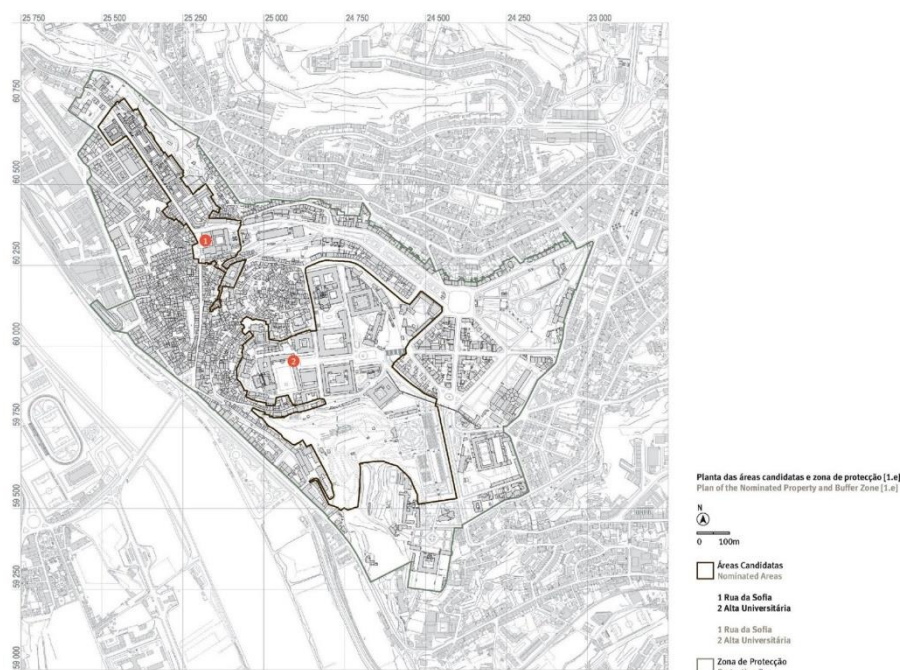 25 750 25 500 25 250 25 000 24 750 24 500 24 250 23 000
60 750
60 500
60 250
60 000
59 750
59 500
59 250
59 000
1
2
Planta das áreas candidatas e zona de protecção [1.e]
Plan of the Nominated Property and Buffer Zone [1.e]
N
0 100m
Áreas Candidatas
Nominated Areas
1 Rua da Sofia
2 Alta Universitária
1 Rua da Sofia
2 Alta Universitária
Zona de Protecção